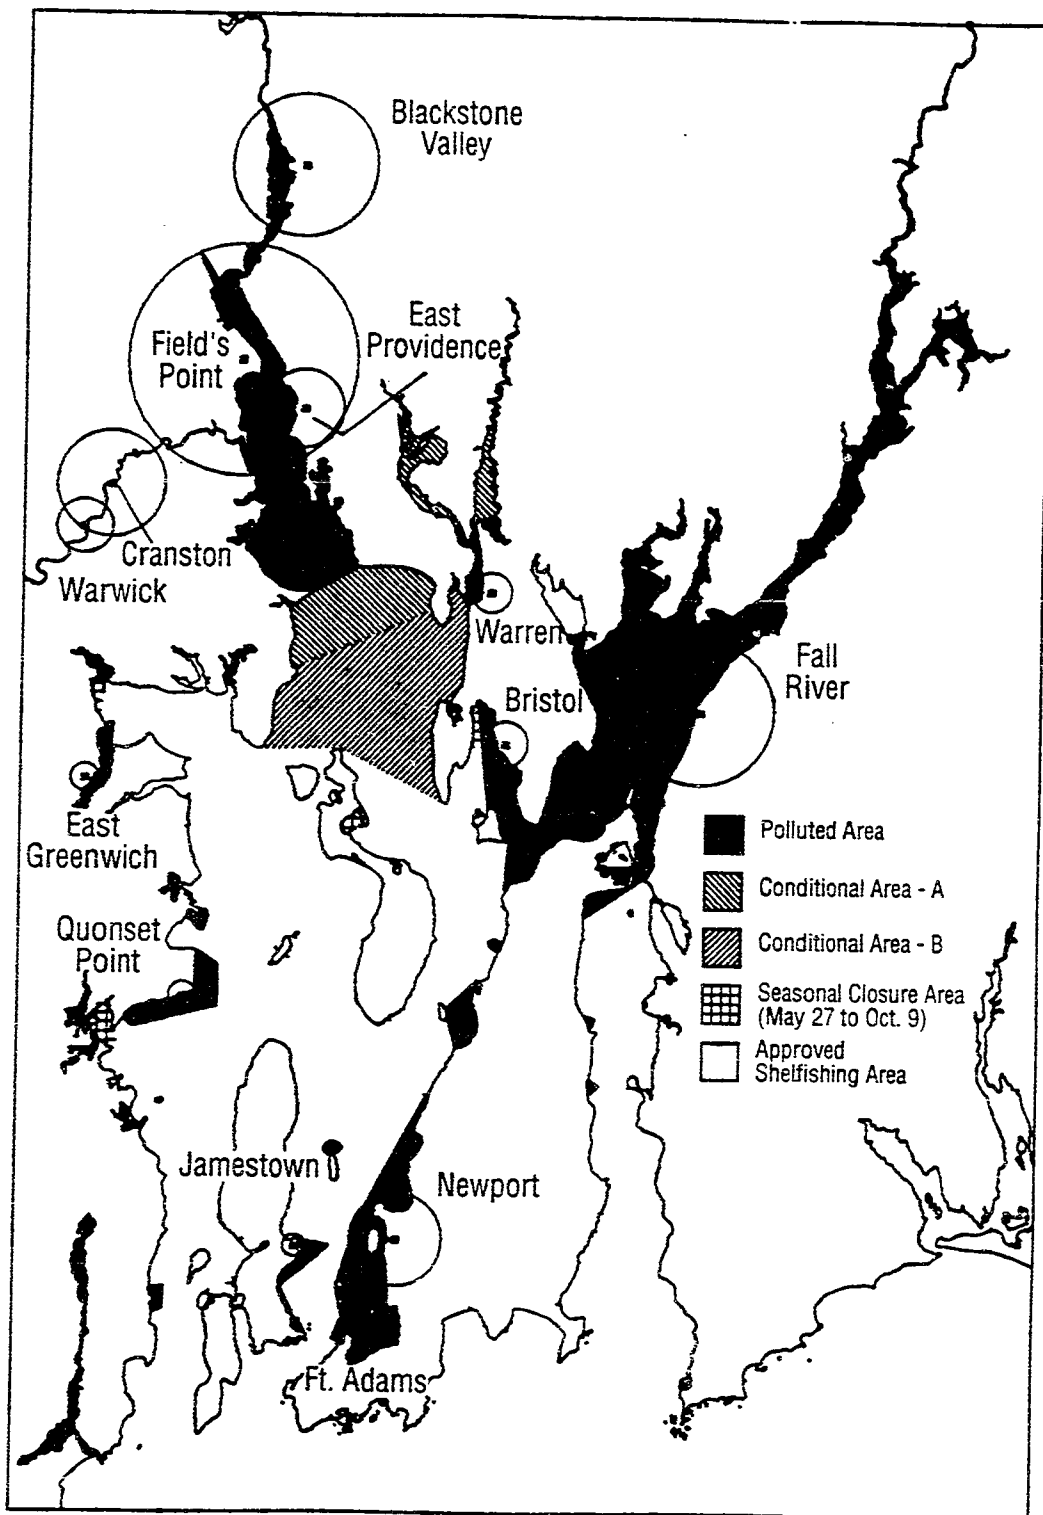 Blackstone
Valley
East
Providence
Field's
Point
Cranston
Warwick
Warren
Fall
River
Bristol
East
Greenwich
Polluted Area
Conditional Area - A
Quonset
Point
Conditional Area - B
Seasonal Closure Area
(May 27 to Oct. 9)
Approved
Shellfishing Area
Jamestown
Newport
Ft. Adams